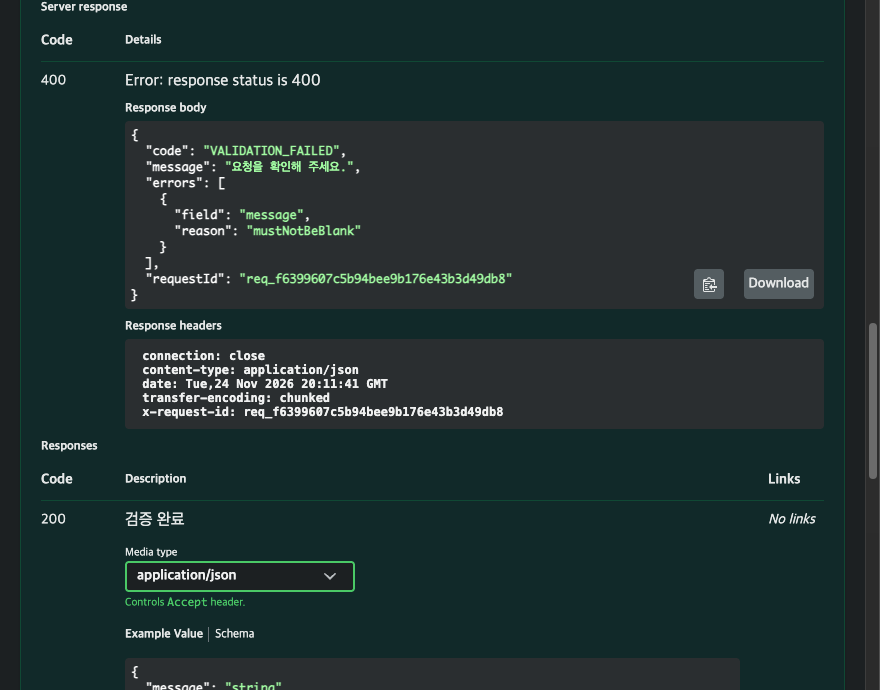 Server response
Code Details
400 Error: response status is 400
Response body
{
  "code": "VALIDATION_FAILED",
  "message": "요청을 확인해 주세요.",
  "errors": [
    {
      "field": "message",
      "reason": "mustNotBeBlank"
    }
  ],
  "requestId": "req_f6399607c5b94bee9b176e43b3d49db8"
}
Download
Response headers
connection: close
content-type: application/json
date: Tue,24 Nov 2026 20:11:41 GMT
transfer-encoding: chunked
x-request-id: req_f6399607c5b94bee9b176e43b3d49db8
Responses
Code Description Links
200 검증 완료 No links
Media type
application/json
Controls Accept header.
Example Value Schema
{
  "message": "string"